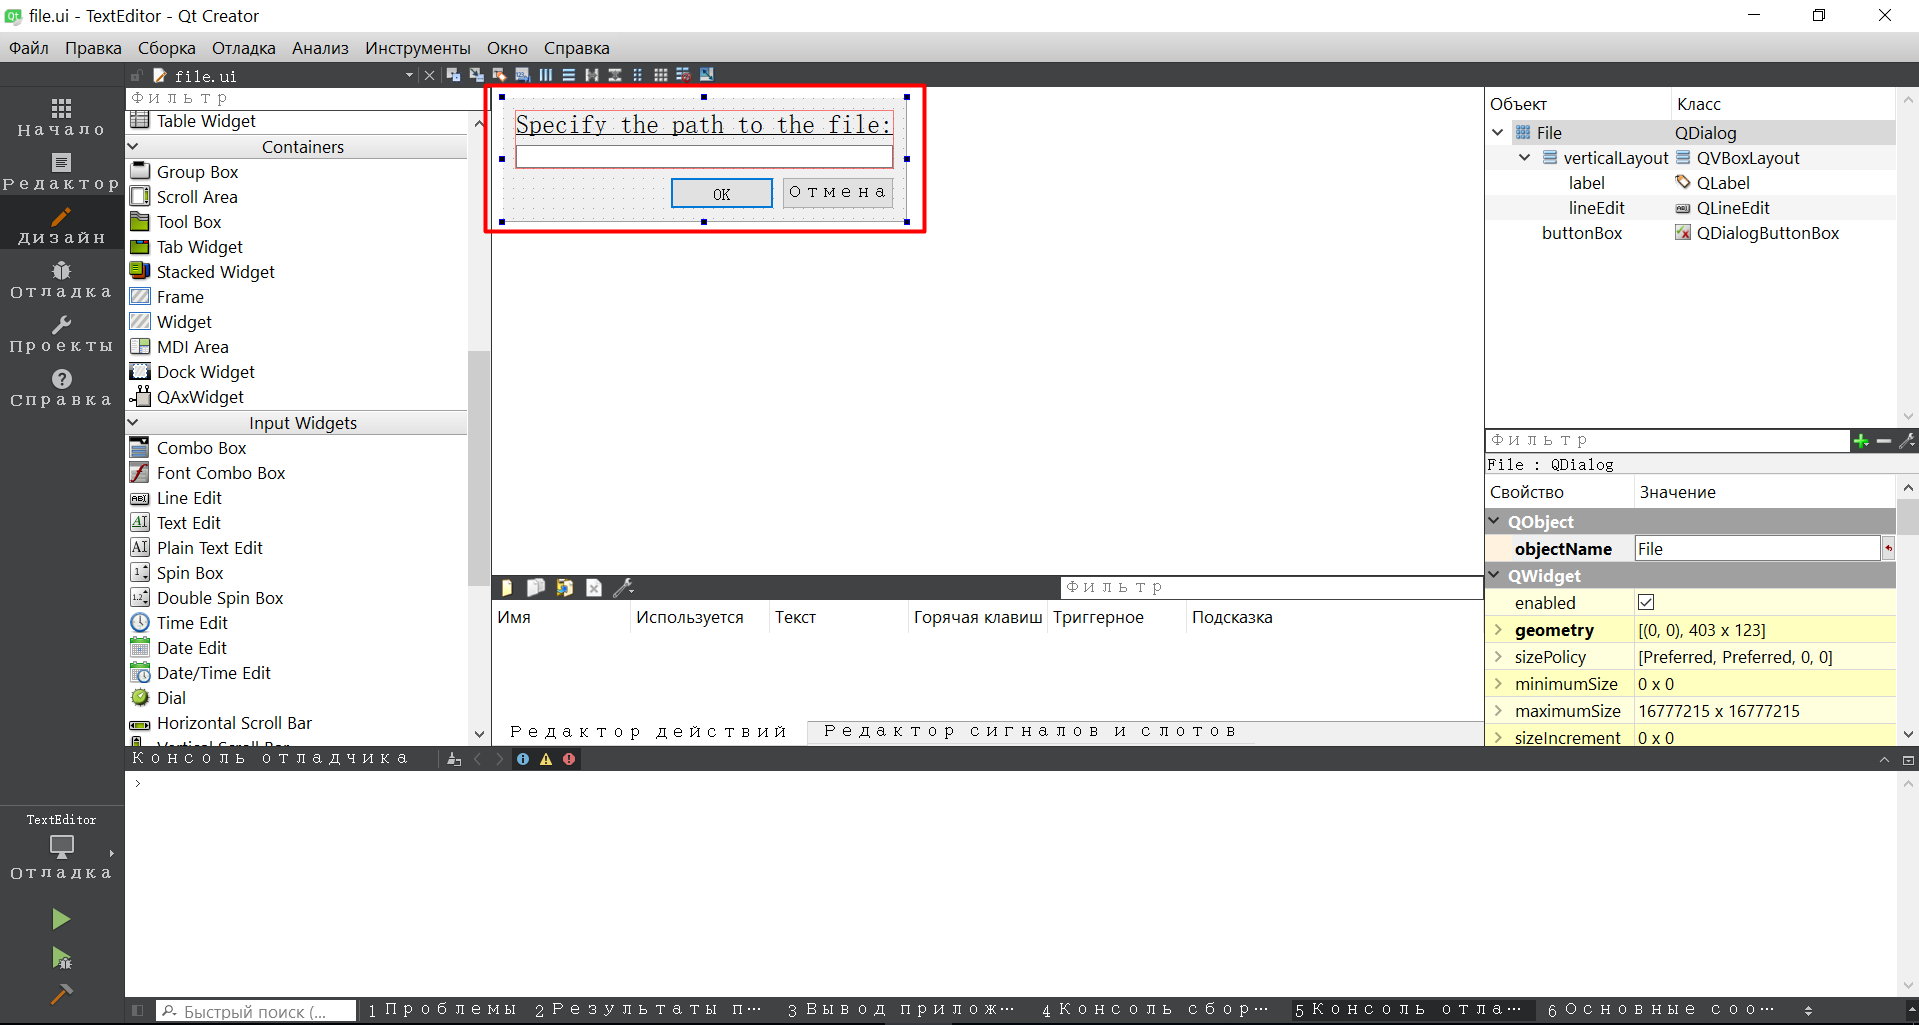 file.ui - TextEditor - Qt Creator
Файл Правка Сборка Отладка Анализ Инструменты Окно Справка
file.ui
Фильтр
Начало
Редактор
Дизайн
Отладка
Проекты
Справка
Table Widget
Containers
Group Box
Scroll Area
Tool Box
Tab Widget
Stacked Widget
Frame
Widget
MDI Area
Dock Widget
QAxWidget
Input Widgets
Combo Box
Font Combo Box
Line Edit
Text Edit
Plain Text Edit
Spin Box
Double Spin Box
Time Edit
Date Edit
Date/Time Edit
Dial
Horizontal Scroll Bar
Vertical Scroll Bar
Specify the path to the file:
OK Отмена
Объект Класс
File QDialog
verticalLayout QVBoxLayout
label QLabel
lineEdit QLineEdit
buttonBox QDialogButtonBox
Фильтр
File : QDialog
Свойство Значение
QObject
objectName File
QWidget
enabled
geometry [(0, 0), 403 x 123]
sizePolicy [Preferred, Preferred, 0, 0]
minimumSize 0 x 0
maximumSize 16777215 x 16777215
sizeIncrement 0 x 0
Фильтр
Имя Используется Текст Горячая клавиш Триггерное Подсказка
Редактор действий Редактор сигналов и слотов
Консоль отладчика
>
TextEditor
Отладка
Быстрый поиск (...
1 Проблемы 2 Результаты п... 3 Вывод прилож... 4 Консоль сбор... 5 Консоль отла... 6 Основные соо...